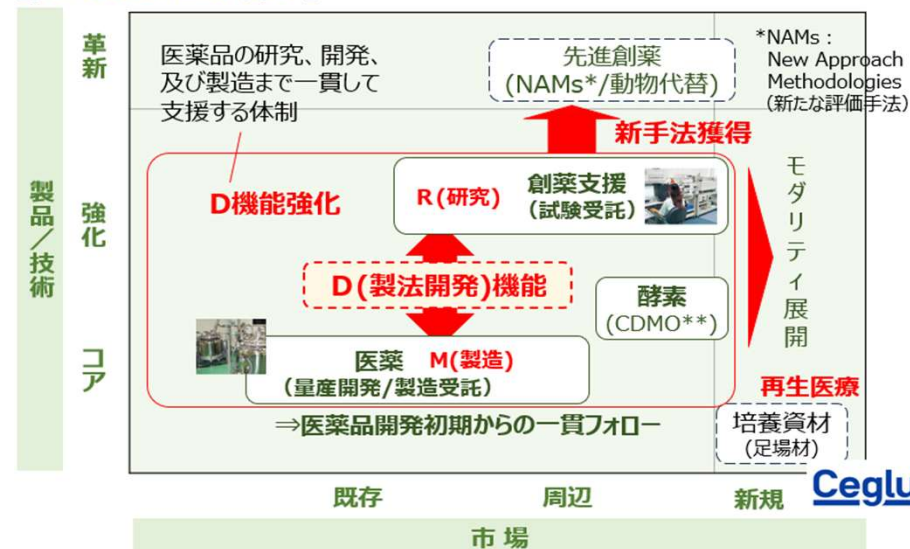 革新
医薬品の研究、開発、
及び製造まで一貫して
支援する体制
先進創薬
(NAMs*/動物代替)
*NAMs：
New Approach
Methodologies
(新たな評価手法)
新手法獲得
製品／技術
強化
D機能強化
R(研究)
創薬支援
(試験受託)
モダリティ展開
D(製法開発)機能
酵素
(CDMO**)
コア
医薬 M(製造)
(量産開発/製造受託)
再生医療
⇒医薬品開発初期からの一貫フォロー
培養資材
(足場材)
既存
周辺
新規
Ceglu
市場